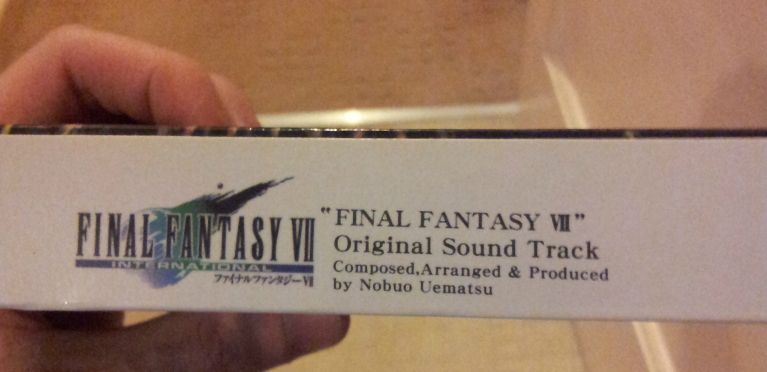 FINAL FANTASY VII
INTERNATIONAL
ファイナルファンタジーVII
"FINAL FANTASY VII"
Original Sound Track
Composed,Arranged & Produced
by Nobuo Uematsu